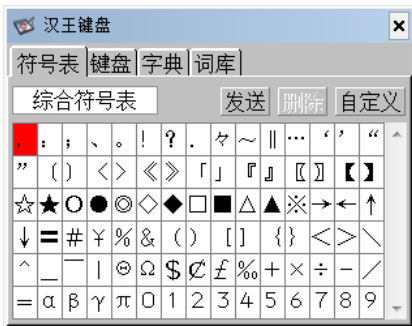 汉王键盘
符号表 键盘 字典 词库
综合符号表 发送 删除 自定义
, : ; 、 。 ! ? . 々 ～ ‖ … ‘ ’ “
” ( ) 〈 〉 《 》 「 」 『 』 〖 〗 【 】
☆ ★ ○ ● ◎ ◇ ◆ □ ■ △ ▲ ※ → ← ↑
↓ 〓 # ¥ % & ( ) [ ] { } < > \
^ _ ￣ | ⊙ Ω $ ₡ £ ‰ + × ÷ − /
= α β γ π 0 1 2 3 4 5 6 7 8 9